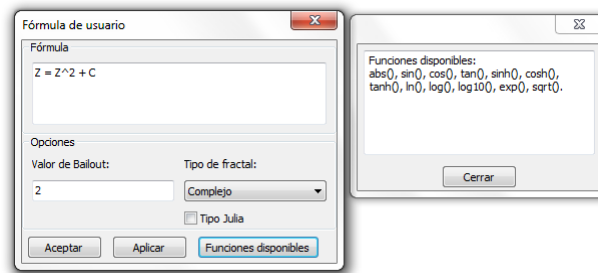 Fórmula de usuario
Fórmula
Z = Z^2 + C
Opciones
Valor de Bailout:
Tipo de fractal:
2
Complejo
Tipo Julia
Aceptar
Aplicar
Funciones disponibles
Funciones disponibles:
abs(), sin(), cos(), tan(), sinh(), cosh(),
tanh(), ln(), log(), log10(), exp(), sqrt().
Cerrar